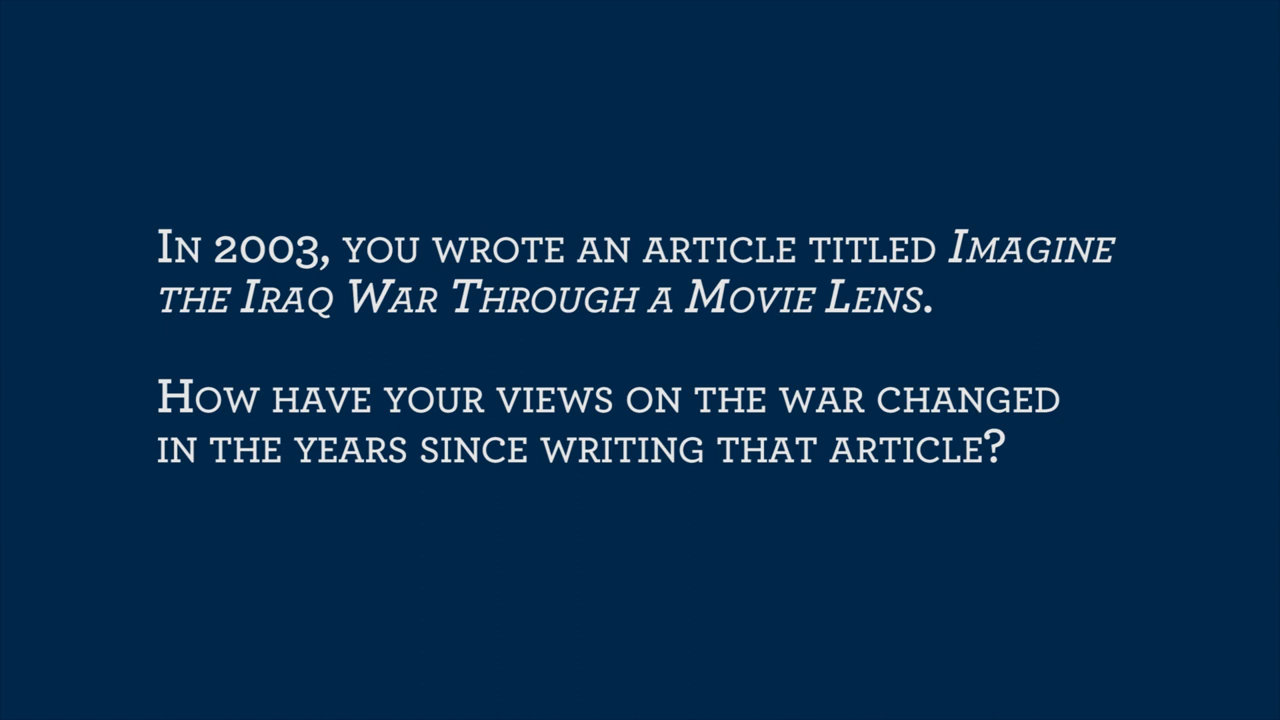 In 2003, you wrote an article titled Imagine
the Iraq War Through a Movie Lens.
How have your views on the war changed
in the years since writing that article?